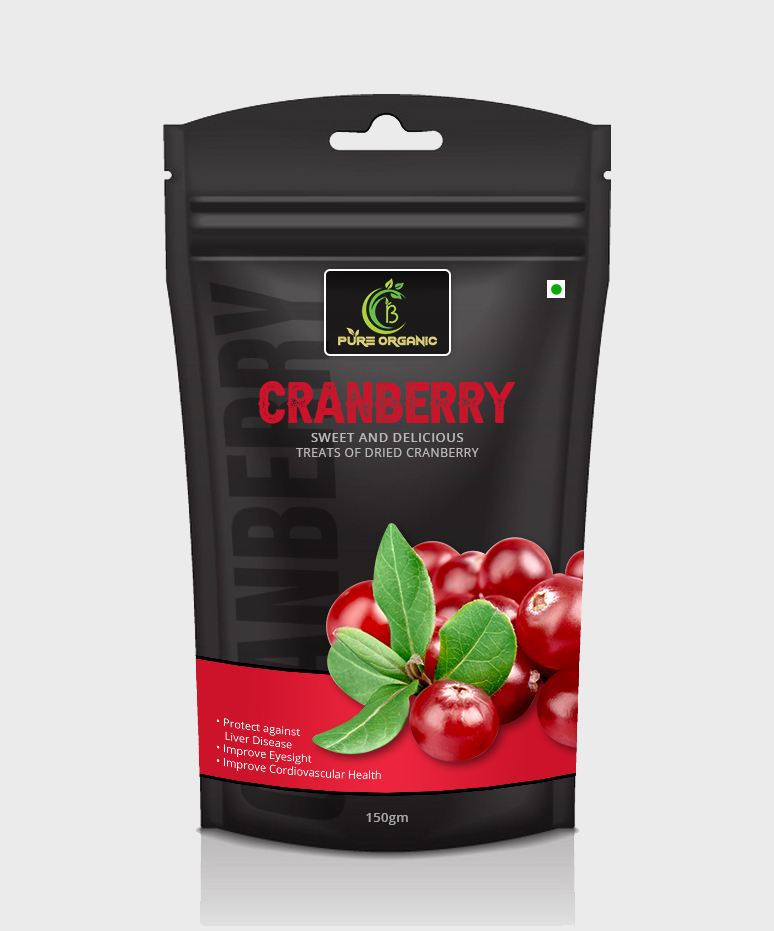 B
PURE ORGANIC
CRANBERRY
SWEET AND DELICIOUS
TREATS OF DRIED CRANBERRY
CRANBERRY
• Protect against
Liver Disease
• Improve Eyesight
• Improve Cordiovascular Health
150gm